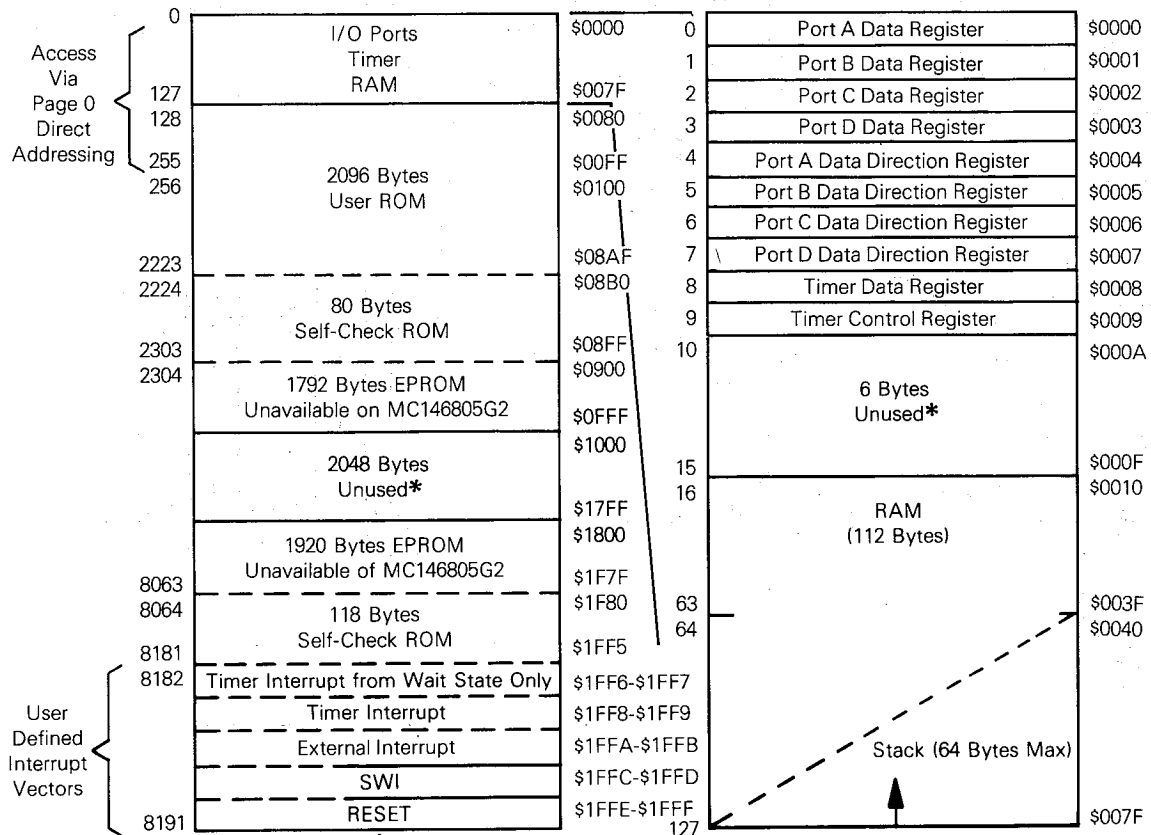 Access
Via
Page 0
Direct
Addressing
0
127
128
255
256
2223
2224
2303
2304
8063
8064
8181
8182
8191
User
Defined
Interrupt
Vectors
I/O Ports
Timer
RAM
2096 Bytes
User ROM
80 Bytes
Self-Check ROM
1792 Bytes EPROM
Unavailable on MC146805G2
2048 Bytes
Unused*
1920 Bytes EPROM
Unavailable of MC146805G2
118 Bytes
Self-Check ROM
Timer Interrupt from Wait State Only
Timer Interrupt
External Interrupt
SWI
RESET
$0000
$007F
$0080
$00FF
$0100
$08AF
$08B0
$08FF
$0900
$0FFF
$1000
$17FF
$1800
$1F7F
$1F80
$1FF5
$1FF6-$1FF7
$1FF8-$1FF9
$1FFA-$1FFB
$1FFC-$1FFD
$1FFE-$1FFF
0 Port A Data Register $0000
1 Port B Data Register $0001
2 Port C Data Register $0002
3 Port D Data Register $0003
4 Port A Data Direction Register $0004
5 Port B Data Direction Register $0005
6 Port C Data Direction Register $0006
7 Port D Data Direction Register $0007
8 Timer Data Register $0008
9 Timer Control Register $0009
10 $000A
6 Bytes
Unused*
15 $000F
16 $0010
RAM
(112 Bytes)
63 $003F
64 $0040
Stack (64 Bytes Max)
127 $007F